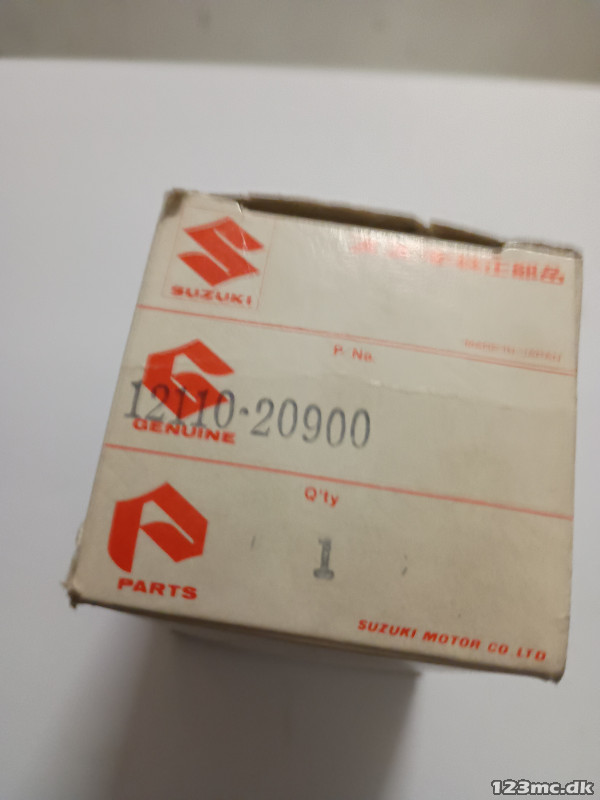 SUZUKI
P. No.
12110-20900
GENUINE
Q'ty
1
PARTS
SUZUKI MOTOR CO. LTD
123mc.dk